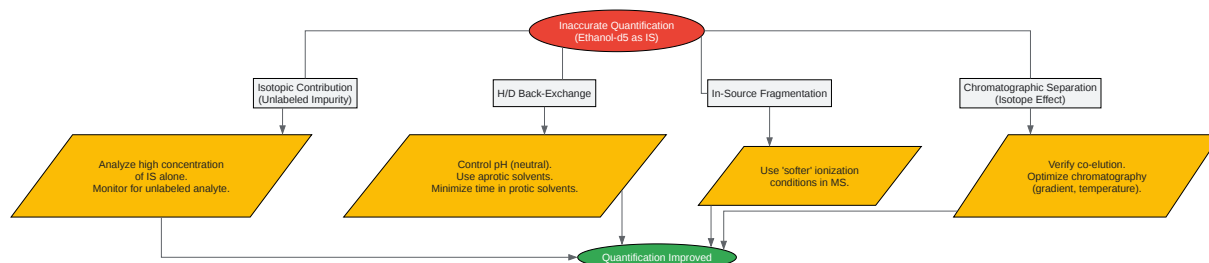 Inaccurate Quantification
(Ethanol-d5 as IS)
Isotopic Contribution
(Unlabeled Impurity)
H/D Back-Exchange
In-Source Fragmentation
Chromatographic Separation
(Isotope Effect)
Analyze high concentration
of IS alone.
Monitor for unlabeled analyte.
Control pH (neutral).
Use aprotic solvents.
Minimize time in protic solvents.
Use 'softer' ionization
conditions in MS.
Verify co-elution.
Optimize chromatography
(gradient, temperature).
Quantification Improved